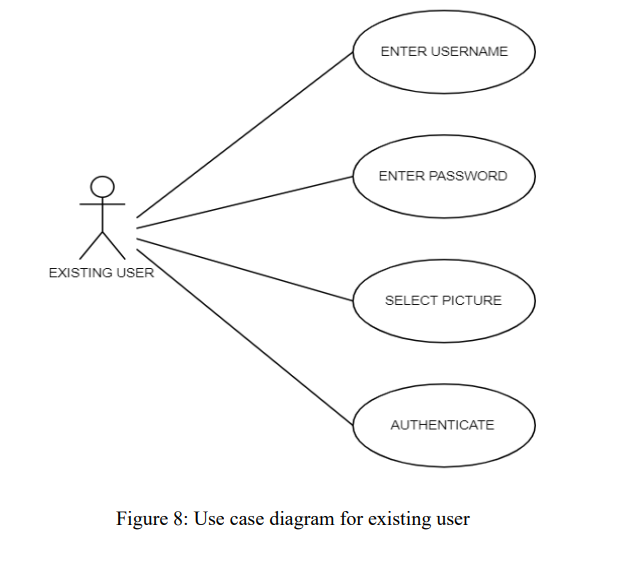 ENTER USERNAME
ENTER PASSWORD
EXISTING USER
SELECT PICTURE
AUTHENTICATE
Figure 8: Use case diagram for existing user